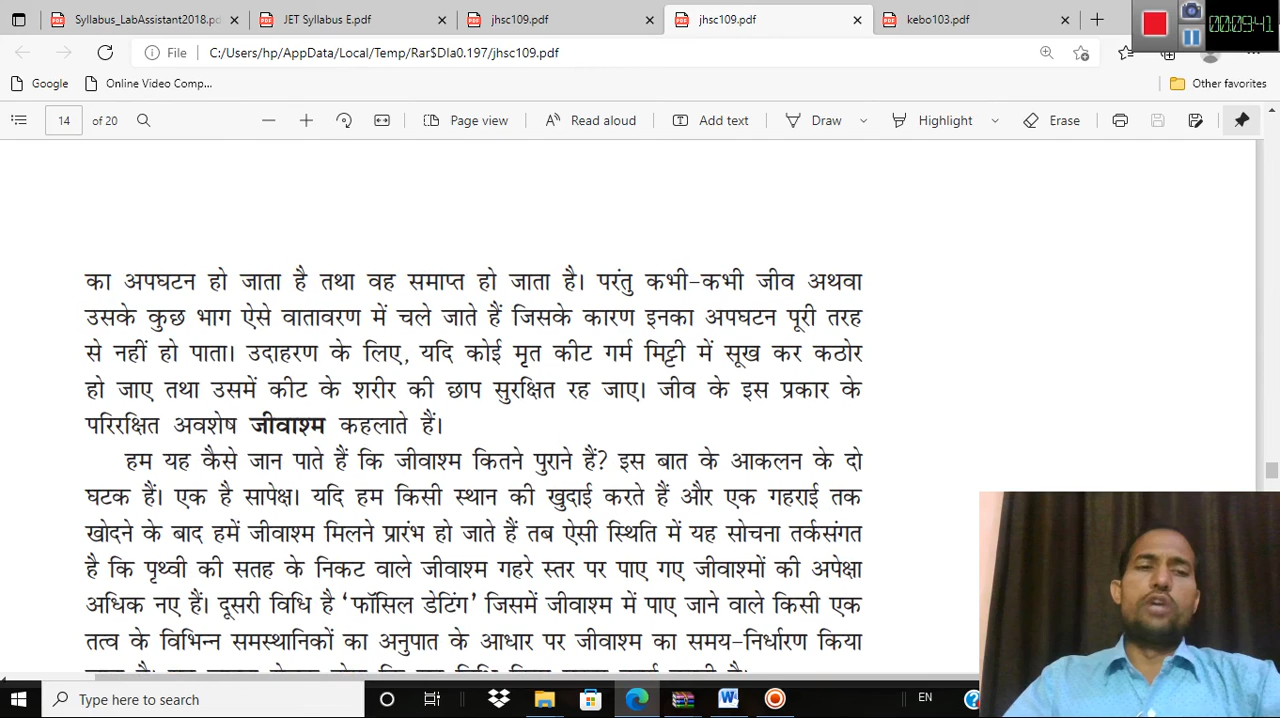 Syllabus_LabAssistant2018.pd
JET Syllabus E.pdf
jhsc109.pdf
jhsc109.pdf
kebo103.pdf
00:09:41
File
C:/Users/hp/AppData/Local/Temp/Rar$DIa0.197/jhsc109.pdf
Google
Online Video Comp...
Other favorites
14 of 20
Page view
Read aloud
Add text
Draw
Highlight
Erase
का अपघटन हो जाता है तथा वह समाप्त हो जाता है। परंतु कभी-कभी जीव अथवा
उसके कुछ भाग ऐसे वातावरण में चले जाते हैं जिसके कारण इनका अपघटन पूरी तरह
से नहीं हो पाता। उदाहरण के लिए, यदि कोई मृत कीट गर्म मिट्टी में सूख कर कठोर
हो जाए तथा उसमें कीट के शरीर की छाप सुरक्षित रह जाए। जीव के इस प्रकार के
परिरक्षित अवशेष जीवाश्म कहलाते हैं।
हम यह कैसे जान पाते हैं कि जीवाश्म कितने पुराने हैं? इस बात के आकलन के दो
घटक हैं। एक है सापेक्ष। यदि हम किसी स्थान की खुदाई करते हैं और एक गहराई तक
खोदने के बाद हमें जीवाश्म मिलने प्रारंभ हो जाते हैं तब ऐसी स्थिति में यह सोचना तर्कसंगत
है कि पृथ्वी की सतह के निकट वाले जीवाश्म गहरे स्तर पर पाए गए जीवाश्मों की अपेक्षा
अधिक नए हैं। दूसरी विधि है ‘फॉसिल डेटिंग’ जिसमें जीवाश्म में पाए जाने वाले किसी एक
तत्व के विभिन्न समस्थानिकों का अनुपात के आधार पर जीवाश्म का समय-निर्धारण किया
Type here to search
EN